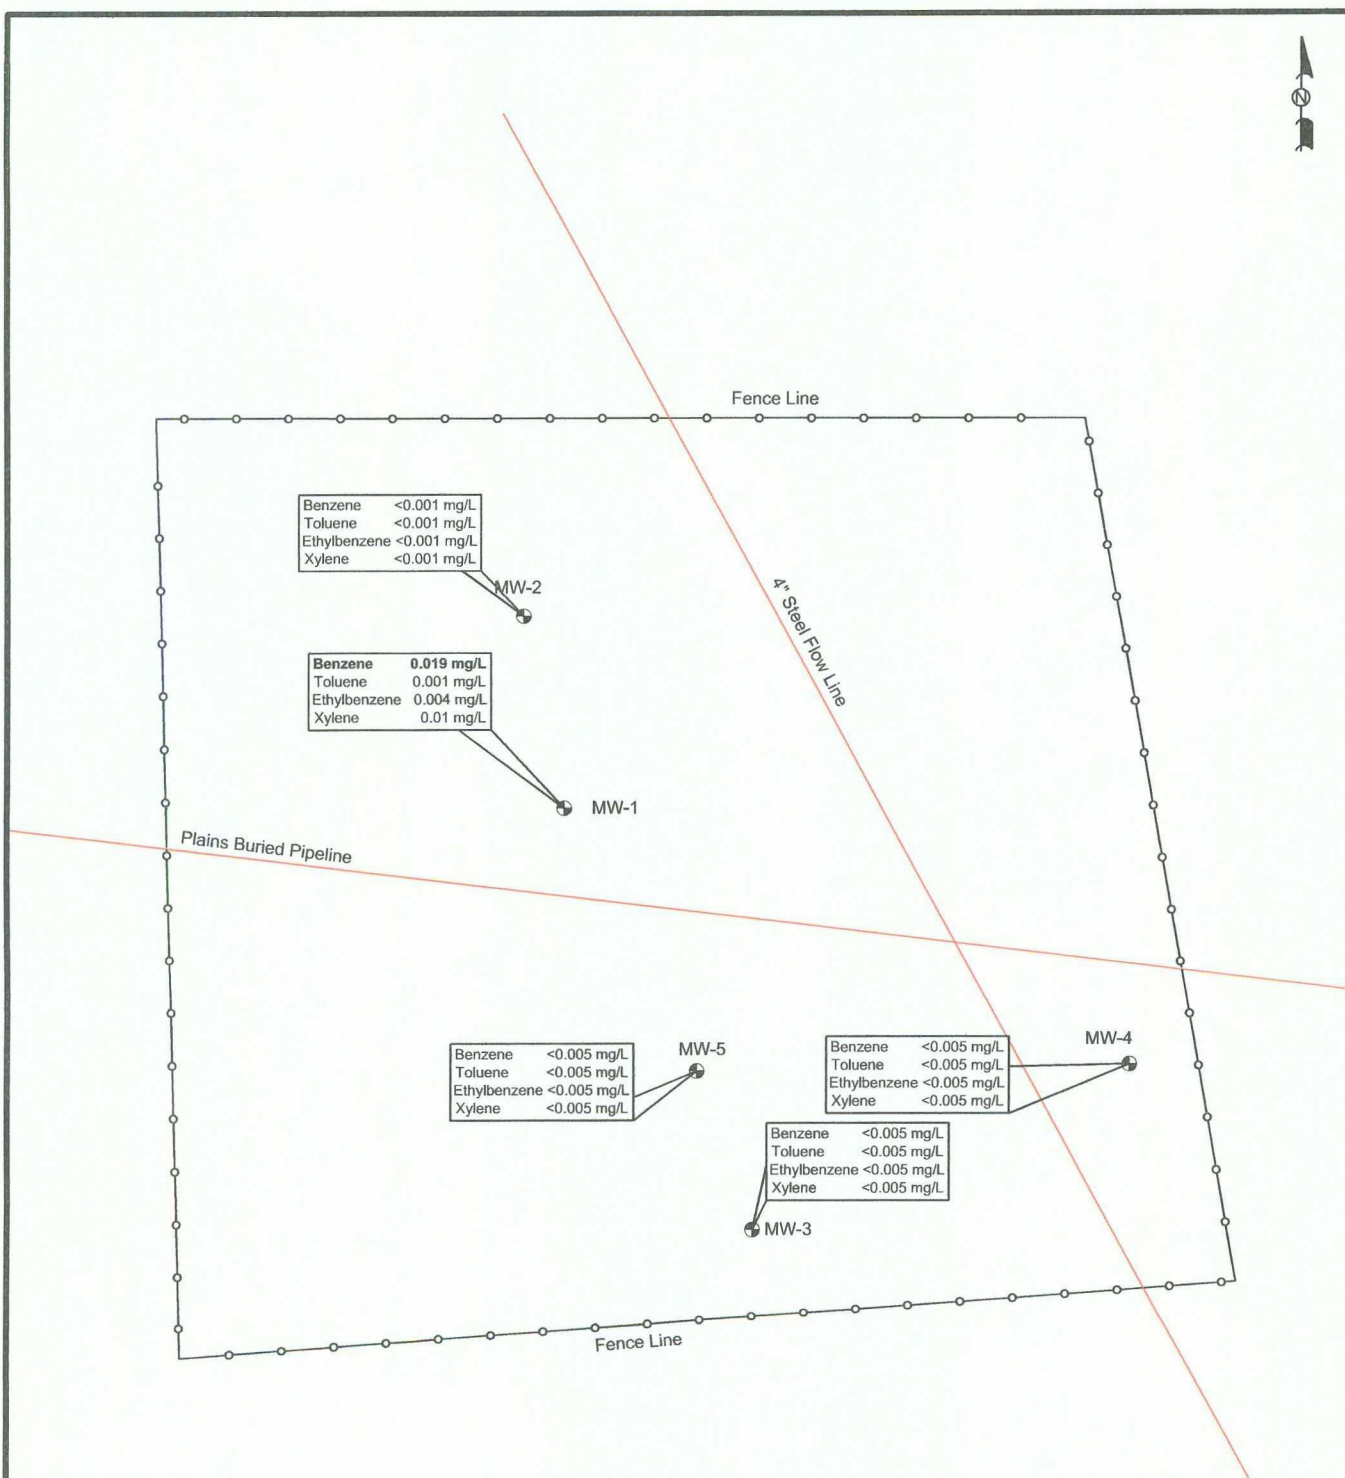 N
Fence Line
Benzene <0.001 mg/L
Toluene <0.001 mg/L
Ethylbenzene <0.001 mg/L
Xylene <0.001 mg/L
MW-2
4" Steel Flow Line
Benzene 0.019 mg/L
Toluene 0.001 mg/L
Ethylbenzene 0.004 mg/L
Xylene 0.01 mg/L
MW-1
Plains Buried Pipeline
Benzene <0.005 mg/L
Toluene <0.005 mg/L
Ethylbenzene <0.005 mg/L
Xylene <0.005 mg/L
MW-5
Benzene <0.005 mg/L
Toluene <0.005 mg/L
Ethylbenzene <0.005 mg/L
Xylene <0.005 mg/L
MW-4
Benzene <0.005 mg/L
Toluene <0.005 mg/L
Ethylbenzene <0.005 mg/L
Xylene <0.005 mg/L
MW-3
Fence Line